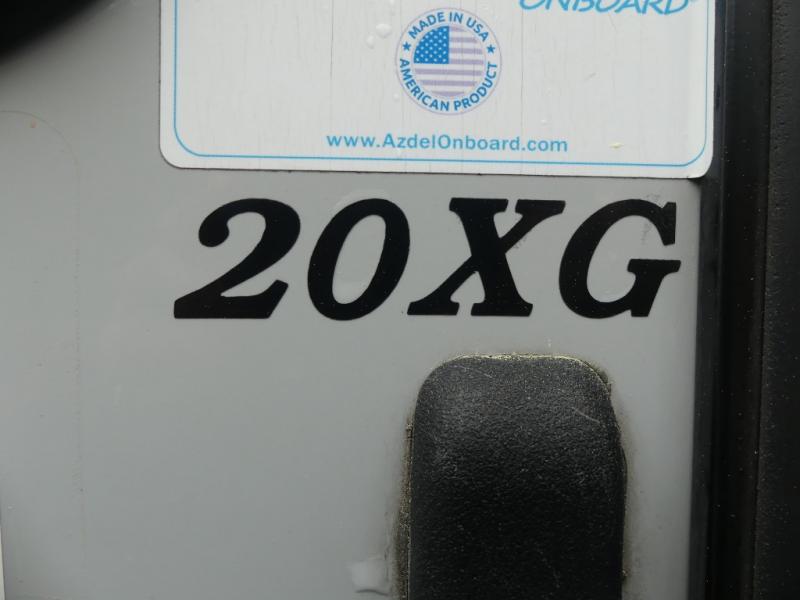 ONBOARD
MADE IN USA
AMERICAN PRODUCT
www.AzdelOnboard.com
20XG